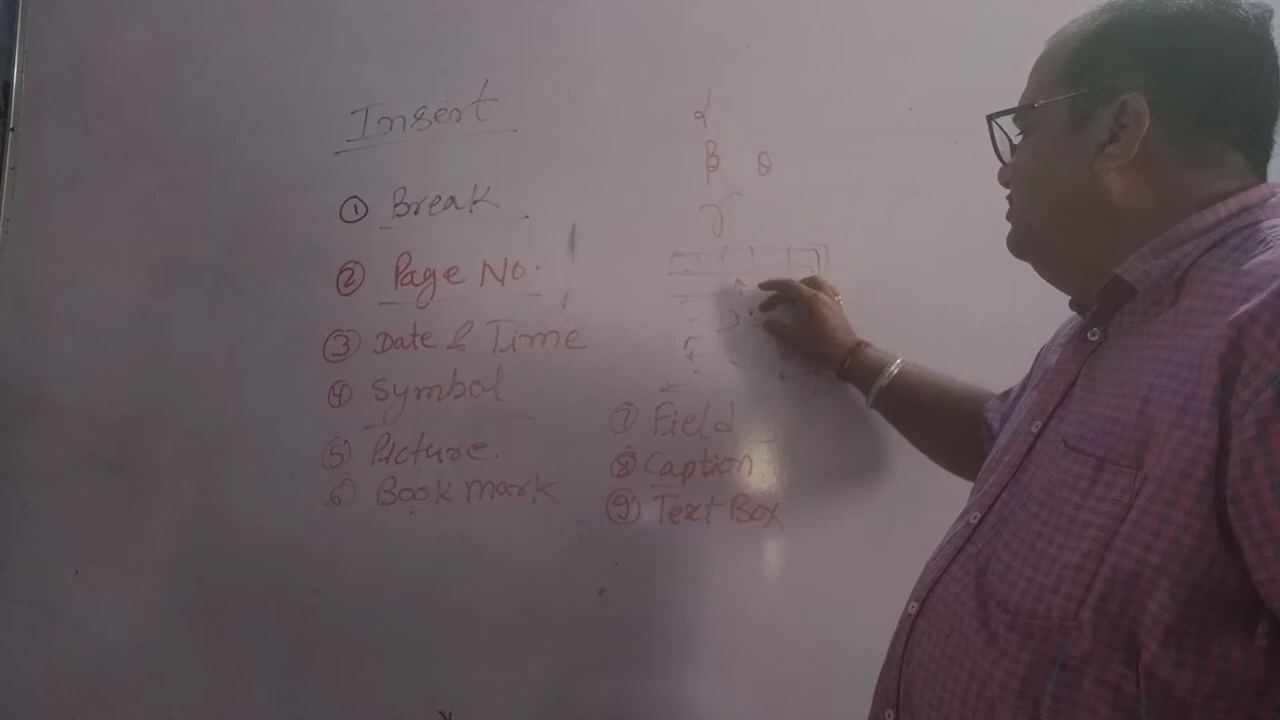 Insert
① Break
② Page No.
③ Date & Time
④ Symbol
⑤ Picture.
⑥ Book mark
α
β θ
γ
⑦ Field
⑧ Caption
⑨ Text Box